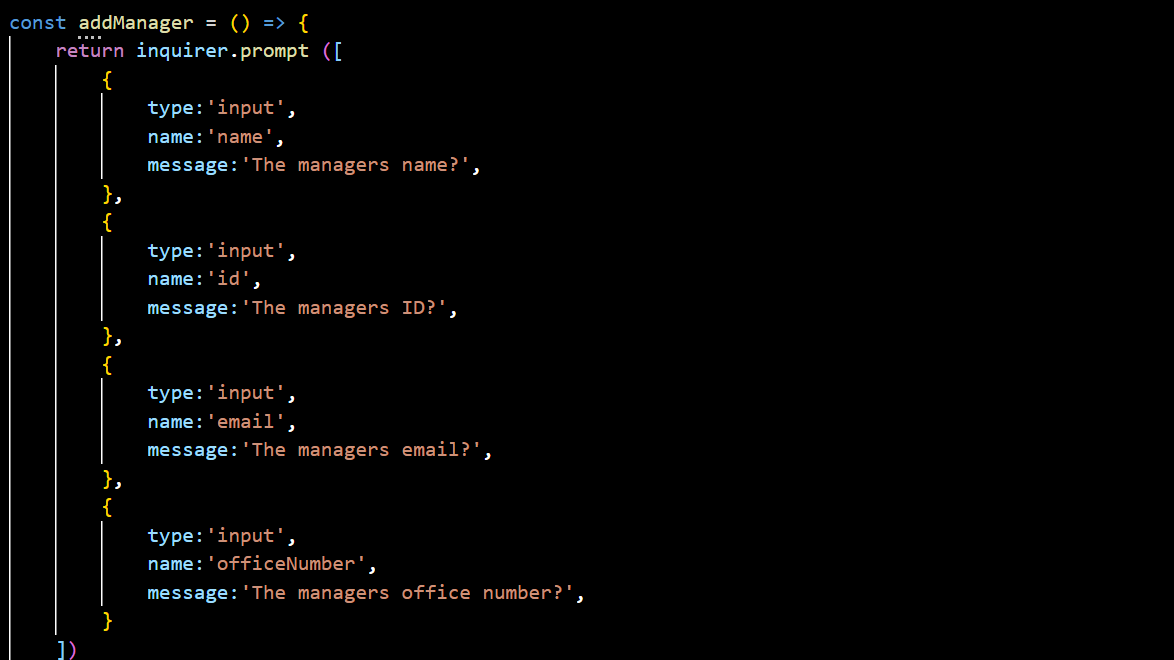 const addManager = () => {
    return inquirer.prompt ([
        {
            type:'input',
            name:'name',
            message:'The managers name?',
        },
        {
            type:'input',
            name:'id',
            message:'The managers ID?',
        },
        {
            type:'input',
            name:'email',
            message:'The managers email?',
        },
        {
            type:'input',
            name:'officeNumber',
            message:'The managers office number?',
        }
    ])